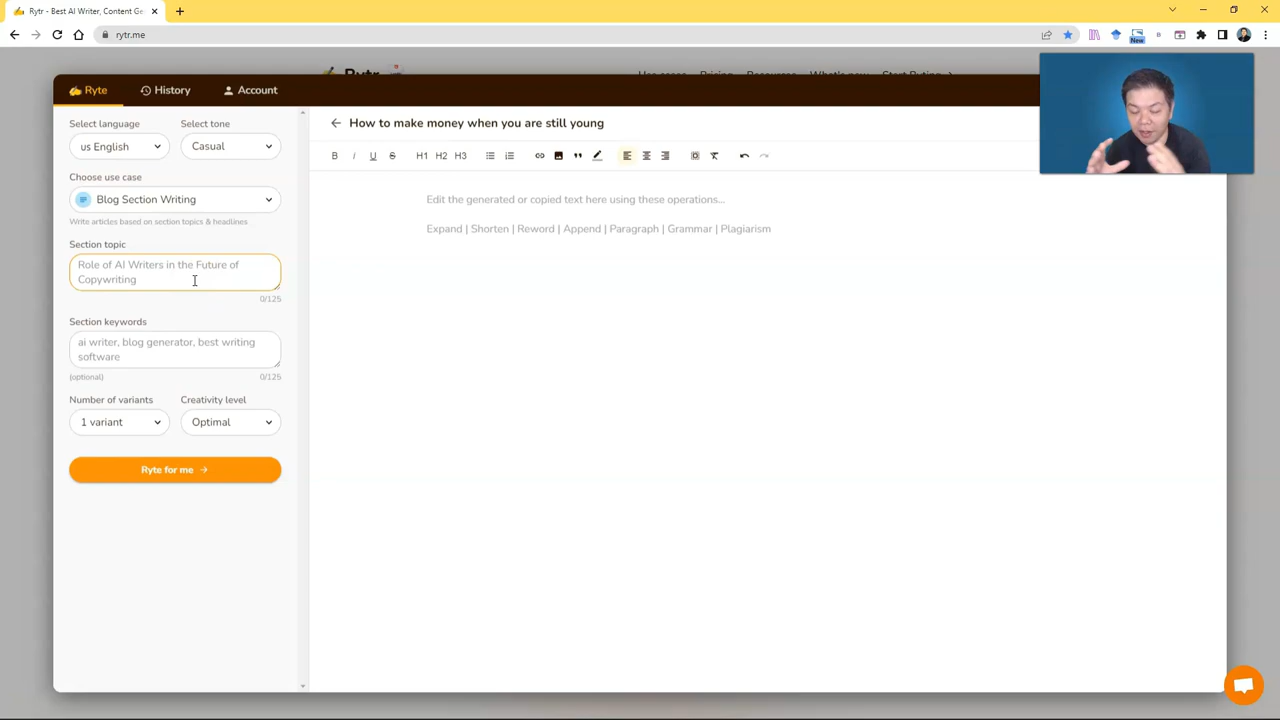 Rytr - Best AI Writer, Content Ge
rytr.me
New
Rytr
Ryte
History
Account
Select language
Select tone
us English
Casual
Choose use case
Blog Section Writing
Write articles based on section topics & headlines
Section topic
Role of AI Writers in the Future of
Copywriting
0/125
Section keywords
ai writer, blog generator, best writing
software
(optional)
0/125
Number of variants
Creativity level
1 variant
Optimal
Ryte for me
How to make money when you are still young
B I U S H1 H2 H3
Edit the generated or copied text here using these operations...
Expand | Shorten | Reword | Append | Paragraph | Grammar | Plagiarism